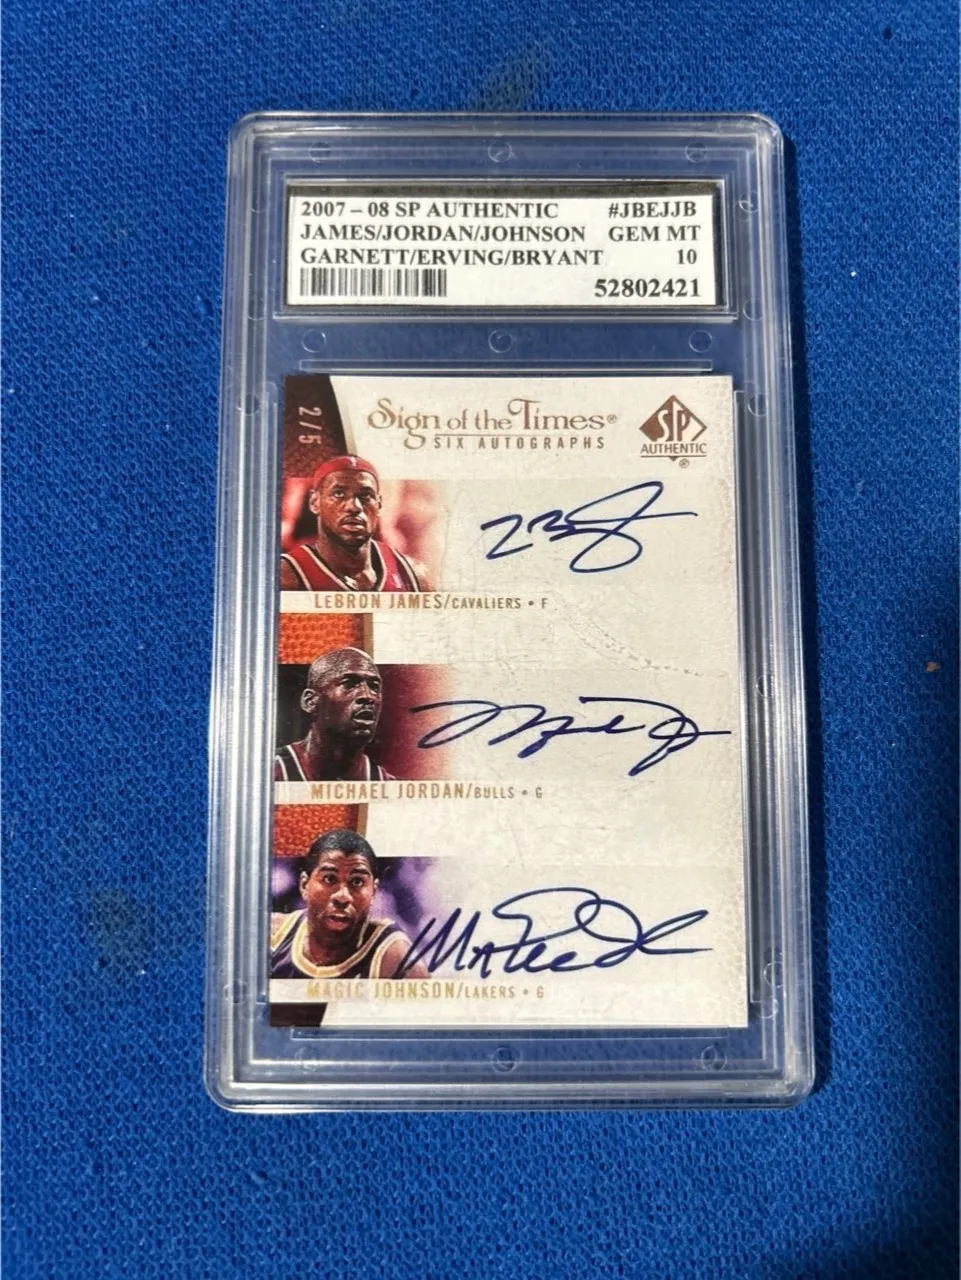 2007 – 08 SP AUTHENTIC #JBEJJB
JAMES/JORDAN/JOHNSON GEM MT
GARNETT/ERVING/BRYANT 10
52802421
2/5
Sign of the Times®
SIX AUTOGRAPHS
SP
AUTHENTIC
®
LEBRON JAMES/CAVALIERS • F
MICHAEL JORDAN/BULLS • G
MAGIC JOHNSON/LAKERS • G